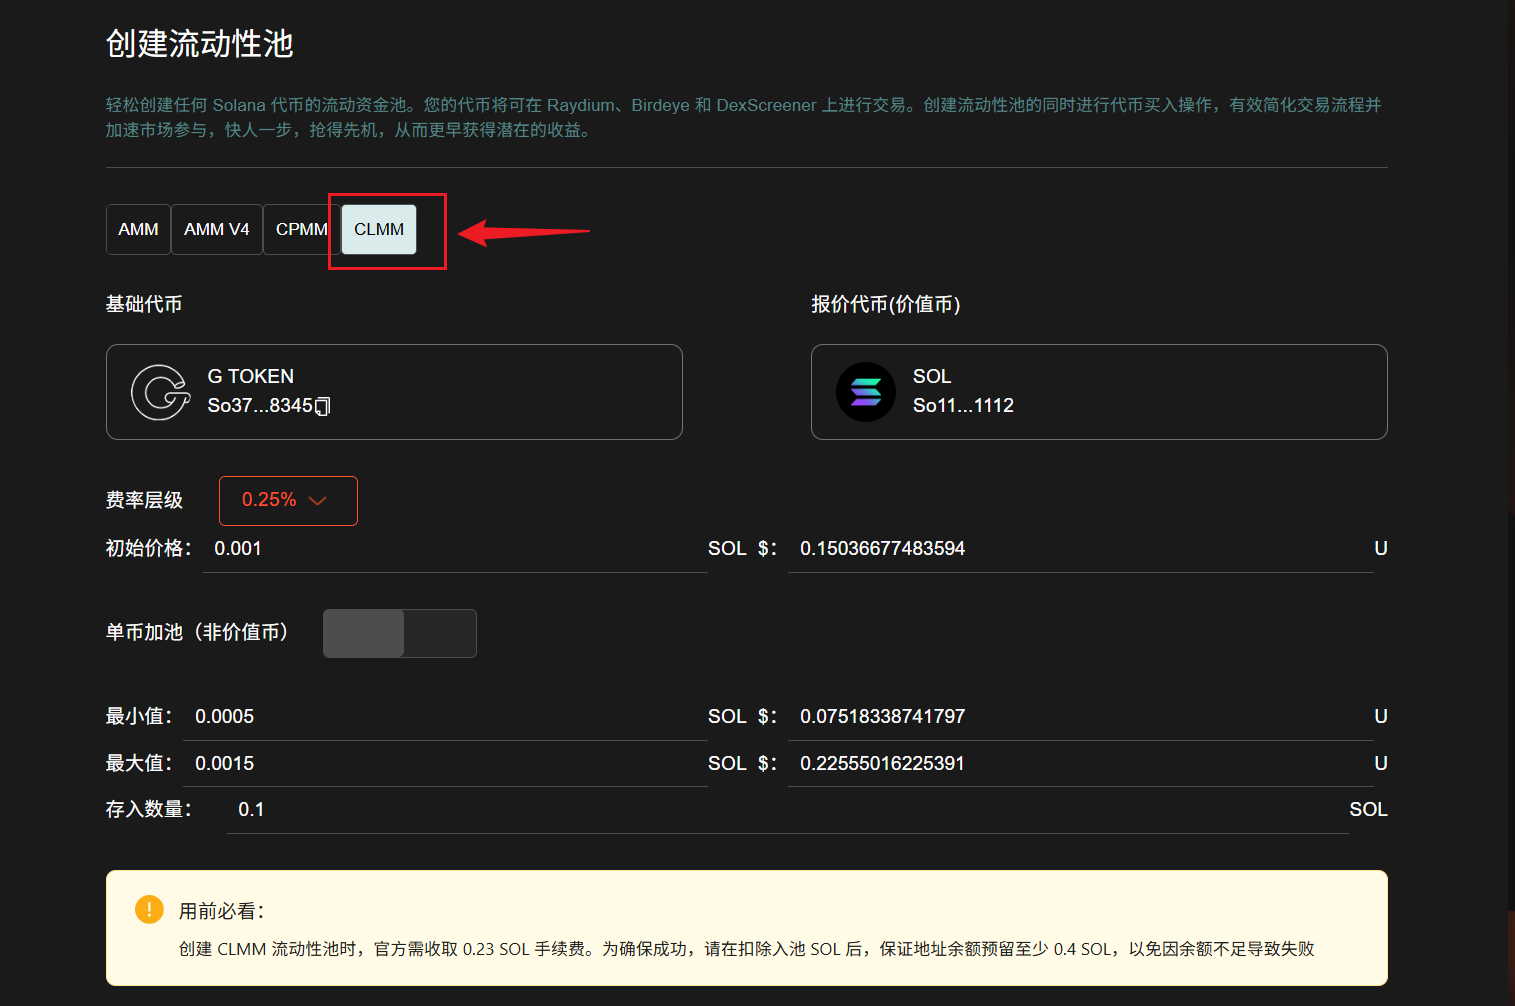 创建流动性池
轻松创建任何 Solana 代币的流动资金池。您的代币将可在 Raydium、Birdeye 和 DexScreener 上进行交易。创建流动性池的同时进行代币买入操作，有效简化交易流程并
加速市场参与，快人一步，抢得先机，从而更早获得潜在的收益。
AMM AMM V4 CPMM CLMM
基础代币 报价代币(价值币)
G TOKEN
So37...8345
SOL
So11...1112
费率层级 0.25%
初始价格： 0.001 SOL $： 0.15036677483594 U
单币加池（非价值币）
最小值： 0.0005 SOL $： 0.07518338741797 U
最大值： 0.0015 SOL $： 0.22555016225391 U
存入数量： 0.1 SOL
用前必看：
创建 CLMM 流动性池时，官方需收取 0.23 SOL 手续费。为确保成功，请在扣除入池 SOL 后，保证地址余额预留至少 0.4 SOL，以免因余额不足导致失败